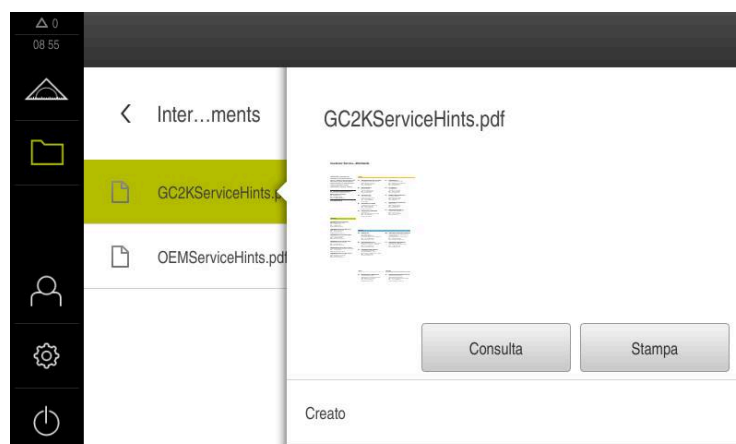 0
08 55
Inter...ments
GC2KServiceHints.pdf
GC2KServiceHints.p
OEMServiceHints.pdf
Consulta
Stampa
Creato